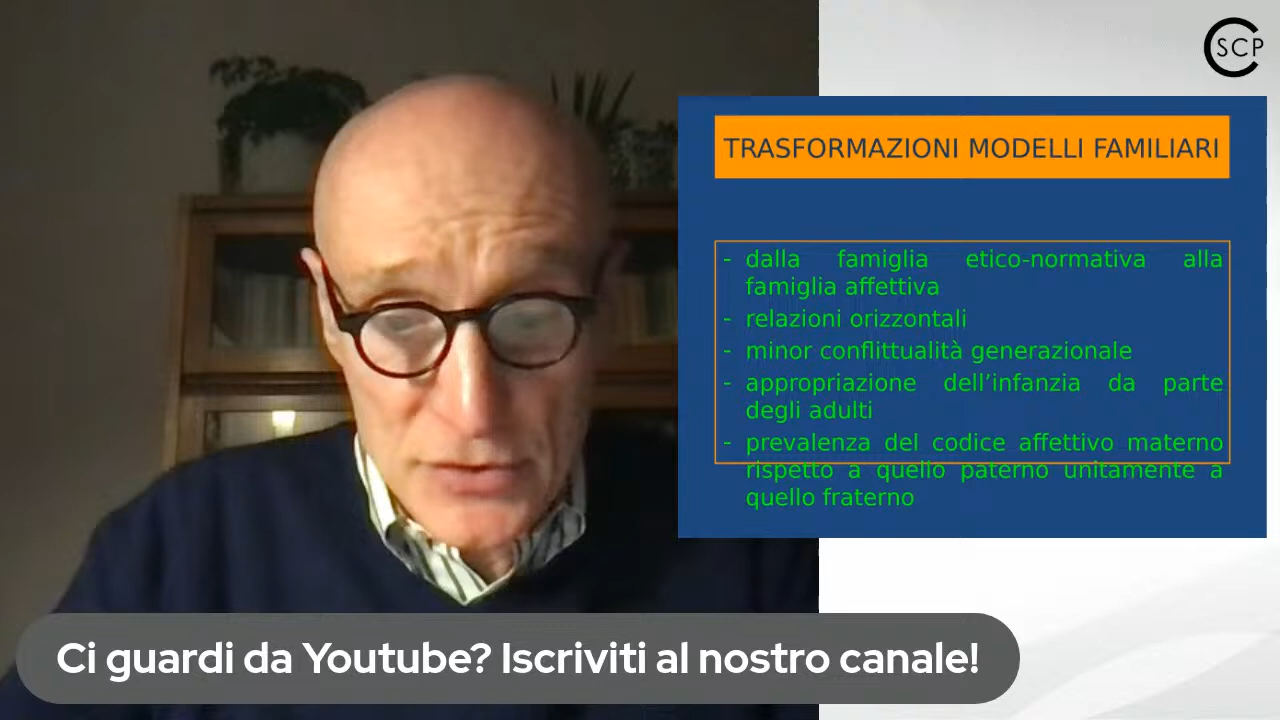 SCP
TRASFORMAZIONI MODELLI FAMILIARI
- dalla famiglia etico-normativa alla
famiglia affettiva
- relazioni orizzontali
- minor conflittualità generazionale
- appropriazione dell’infanzia da parte
degli adulti
- prevalenza del codice affettivo materno
rispetto a quello paterno unitamente a
quello fraterno
Ci guardi da Youtube? Iscriviti al nostro canale!